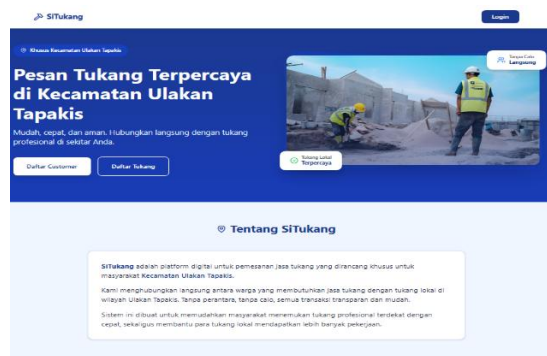 SiTukang
Login
Khusus Kecamatan Ulakan Tapakis
Pesan Tukang Terpercaya
di Kecamatan Ulakan
Tapakis
Mudah, cepat, dan aman. Hubungkan langsung dengan tukang
profesional di sekitar Anda.
Daftar Customer
Daftar Tukang
Tanpa Calo
Langsung
Tukang Lokal
Terpercaya
Tentang SiTukang
SiTukang adalah platform digital untuk pemesanan jasa tukang yang dirancang khusus untuk
masyarakat Kecamatan Ulakan Tapakis.
Kami menghubungkan langsung antara warga yang membutuhkan jasa tukang dengan tukang lokal di
wilayah Ulakan Tapakis. Tanpa perantara, tanpa calo, semua transaksi transparan dan mudah.
Sistem ini dibuat untuk memudahkan masyarakat menemukan tukang profesional terdekat dengan
cepat, sekaligus membantu para tukang lokal mendapatkan lebih banyak pekerjaan.